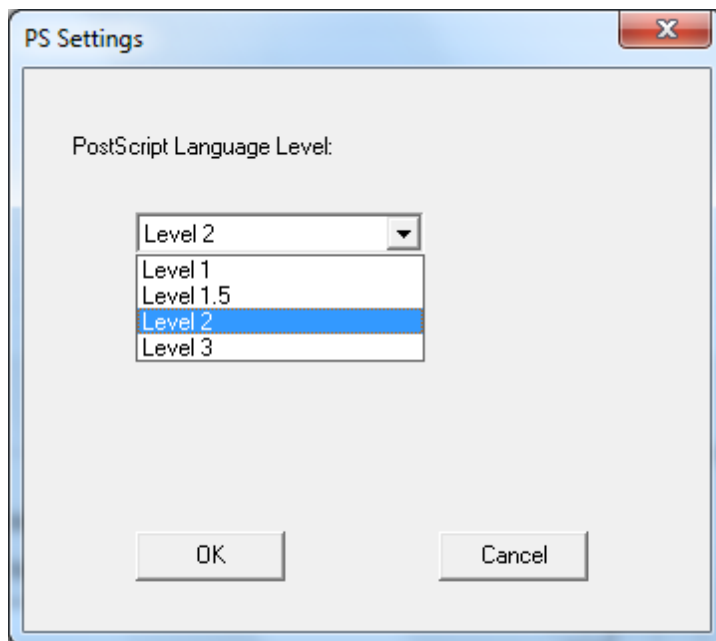 PS Settings
PostScript Language Level:
Level 2
Level 1
Level 1.5
Level 2
Level 3
OK Cancel